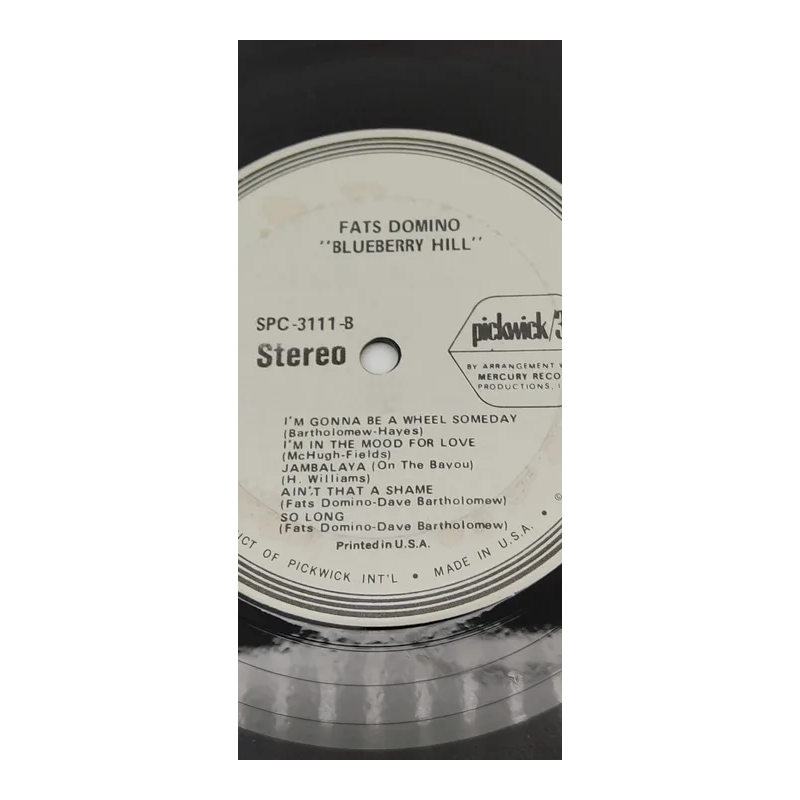 FATS DOMINO
"BLUEBERRY HILL"
SPC-3111-B
Stereo
pickwick/3
BY ARRANGEMENT
MERCURY RECO
PRODUCTIONS, I
I'M GONNA BE A WHEEL SOMEDAY
(Bartholomew-Hayes)
I'M IN THE MOOD FOR LOVE
(McHugh-Fields)
JAMBALAYA (On The Bayou)
(H. Williams)
AIN'T THAT A SHAME
(Fats Domino-Dave Bartholomew)
SO LONG
(Fats Domino-Dave Bartholomew)
Printed in U.S.A.
ICT OF PICKWICK INT'L • MADE IN U.S.A. • ©